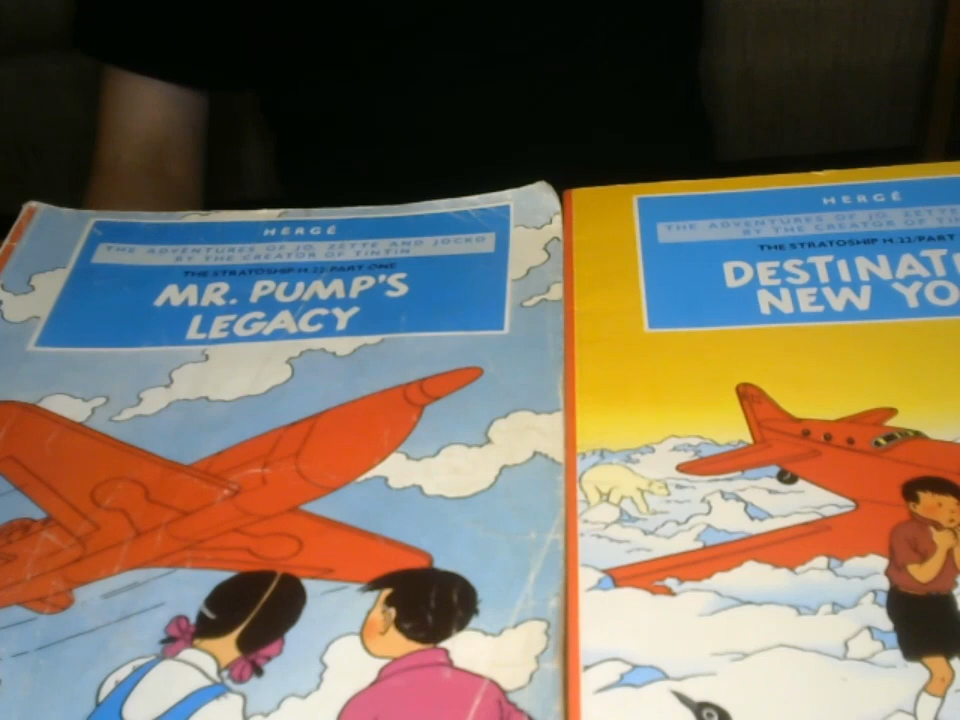 HERGÉ
THE ADVENTURES OF JO, ZETTE AND JOCKO
BY THE CREATOR OF TINTIN
THE STRATOSHIP H.22/PART ONE
MR. PUMP'S
LEGACY
HERGÉ
THE ADVENTURES OF JO, ZETTE
BY THE CREATOR OF TIN
THE STRATOSHIP H.22/PART
DESTINATI
NEW YO